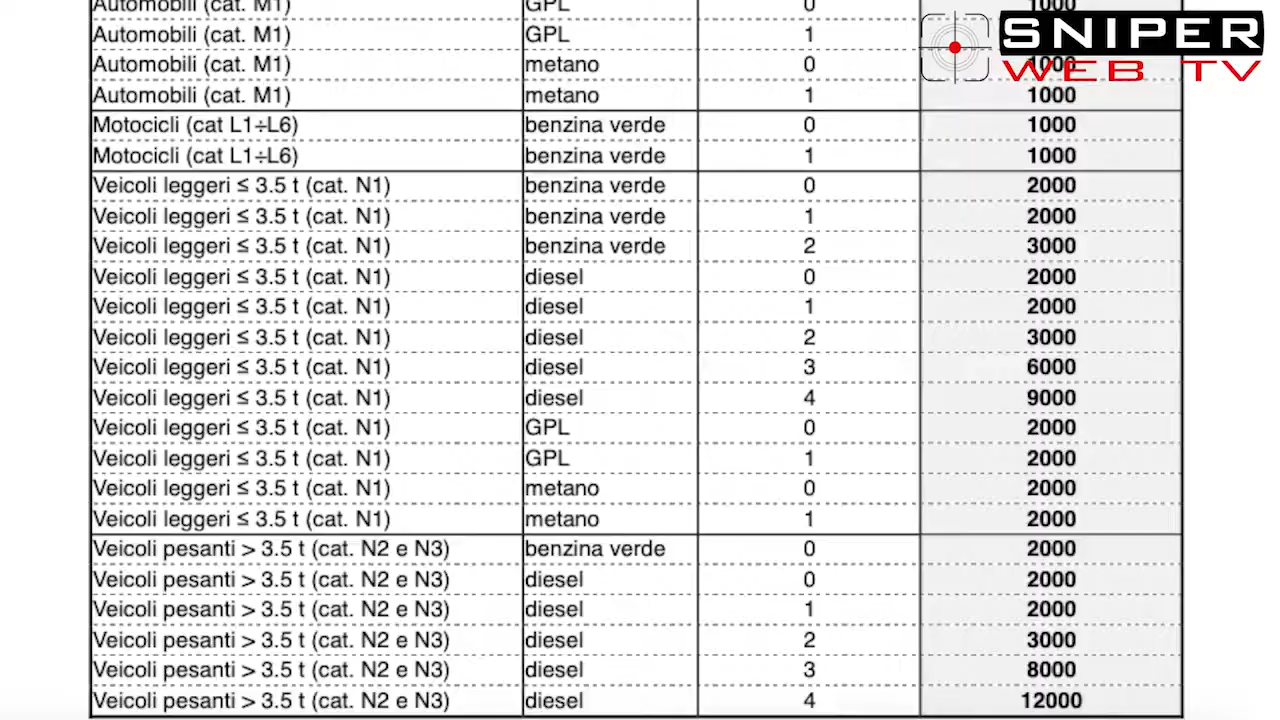 Automobili (cat. M1) GPL 0 1000
SNIPER
Automobili (cat. M1) GPL 1
Automobili (cat. M1) metano 0 1000
WEB TV
Automobili (cat. M1) metano 1 1000
Motocicli (cat L1÷L6) benzina verde 0 1000
Motocicli (cat L1÷L6) benzina verde 1 1000
Veicoli leggeri ≤ 3.5 t (cat. N1) benzina verde 0 2000
Veicoli leggeri ≤ 3.5 t (cat. N1) benzina verde 1 2000
Veicoli leggeri ≤ 3.5 t (cat. N1) benzina verde 2 3000
Veicoli leggeri ≤ 3.5 t (cat. N1) diesel 0 2000
Veicoli leggeri ≤ 3.5 t (cat. N1) diesel 1 2000
Veicoli leggeri ≤ 3.5 t (cat. N1) diesel 2 3000
Veicoli leggeri ≤ 3.5 t (cat. N1) diesel 3 6000
Veicoli leggeri ≤ 3.5 t (cat. N1) diesel 4 9000
Veicoli leggeri ≤ 3.5 t (cat. N1) GPL 0 2000
Veicoli leggeri ≤ 3.5 t (cat. N1) GPL 1 2000
Veicoli leggeri ≤ 3.5 t (cat. N1) metano 0 2000
Veicoli leggeri ≤ 3.5 t (cat. N1) metano 1 2000
Veicoli pesanti > 3.5 t (cat. N2 e N3) benzina verde 0 2000
Veicoli pesanti > 3.5 t (cat. N2 e N3) diesel 0 2000
Veicoli pesanti > 3.5 t (cat. N2 e N3) diesel 1 2000
Veicoli pesanti > 3.5 t (cat. N2 e N3) diesel 2 3000
Veicoli pesanti > 3.5 t (cat. N2 e N3) diesel 3 8000
Veicoli pesanti > 3.5 t (cat. N2 e N3) diesel 4 12000